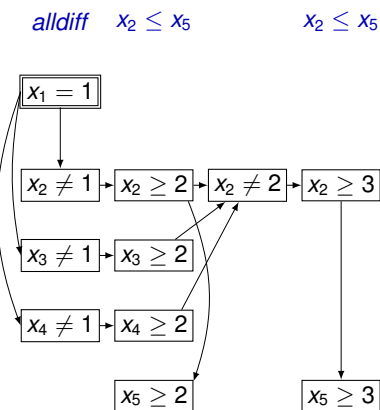 alldiff x₂ ≤ x₅ x₂ ≤ x₅
x₁ = 1
x₂ ≠ 1 x₂ ≥ 2 x₂ ≠ 2 x₂ ≥ 3
x₃ ≠ 1 x₃ ≥ 2
x₄ ≠ 1 x₄ ≥ 2
x₅ ≥ 2 x₅ ≥ 3